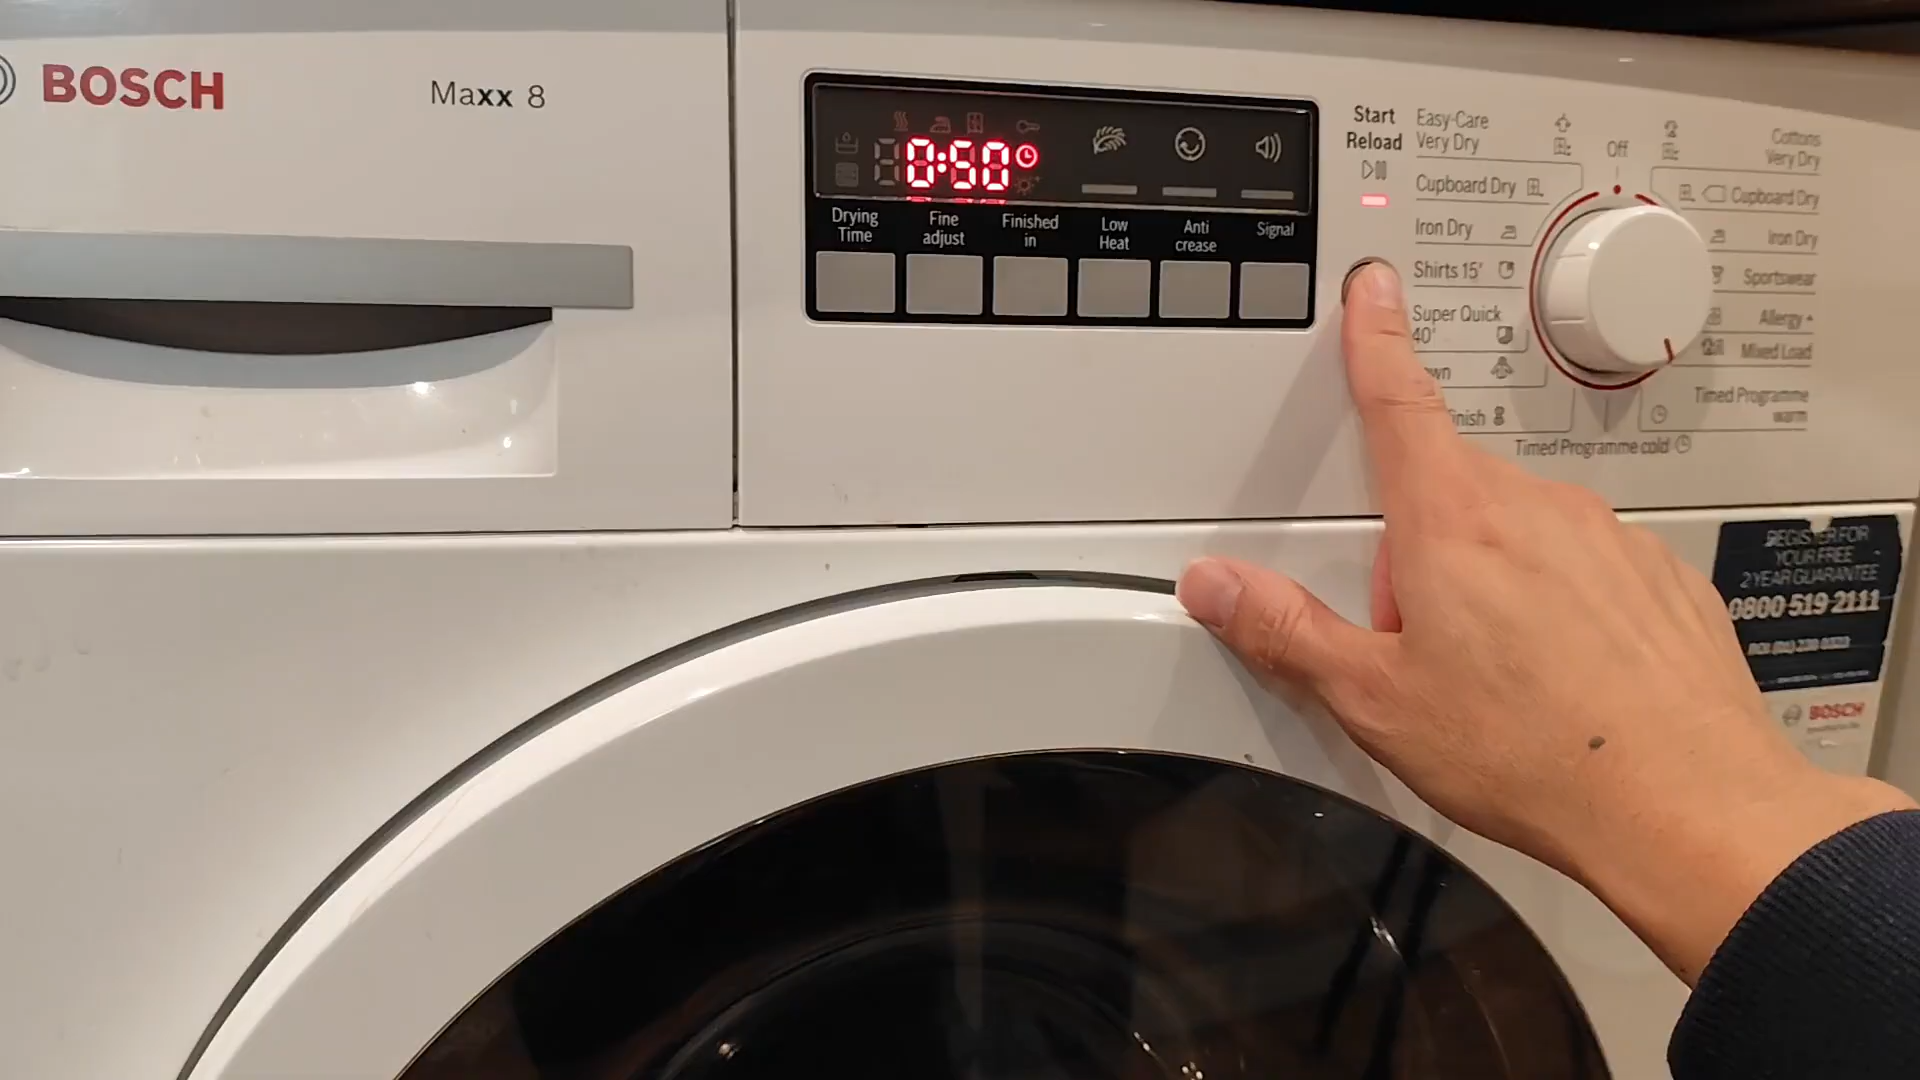 BOSCH
Maxx 8
0:50
Drying
Time
Fine
adjust
Finished
in
Low
Heat
Anti
crease
Signal
Start
Reload
Easy-Care
Very Dry
Cupboard Dry
Iron Dry
Shirts 15'
Super Quick
40'
wn
inish
Off
Cottons
Very Dry
Cupboard Dry
Iron Dry
Sportswear
Allergy +
Mixed Load
Timed Programme
warm
Timed Programme cold
REGISTER FOR
YOUR FREE
2 YEAR GUARANTEE
0800 519 2111
BOSCH